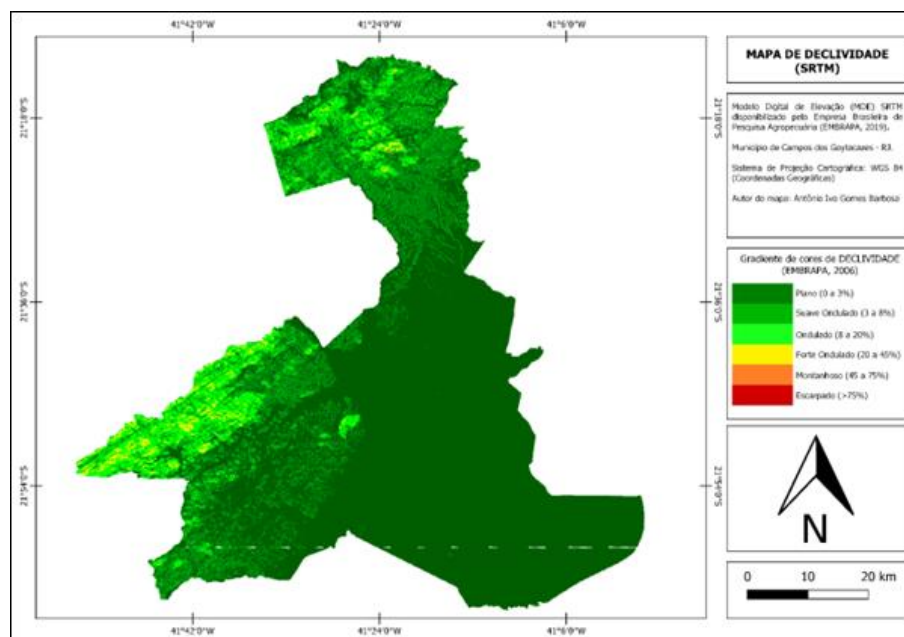 41°42'0"W 41°24'0"W 41°6'0"W
21°18'0"S 21°18'0"S
21°36'0"S 21°36'0"S
21°54'0"S 21°54'0"S
41°42'0"W 41°24'0"W 41°6'0"W
MAPA DE DECLIVIDADE
(SRTM)
Modelo Digital de Elevação (MDE) SRTM
disponibilizado pelo Empresa Brasileira de
Pesquisa Agropecuária (EMBRAPA, 2019).
Município de Campos dos Goytacazes - RJ.
Sistema de Projeção Cartográfica: WGS 84
(Coordenadas Geográficas)
Autor do mapa: Antônio Ivo Gomes Barbosa
Gradiente de cores de DECLIVIDADE
(EMBRAPA, 2006)
Plano (0 a 3%)
Suave Ondulado (3 a 8%)
Ondulado (8 a 20%)
Forte Ondulado (20 a 45%)
Montanhoso (45 a 75%)
Escarpado (>75%)
N
0 10 20 km